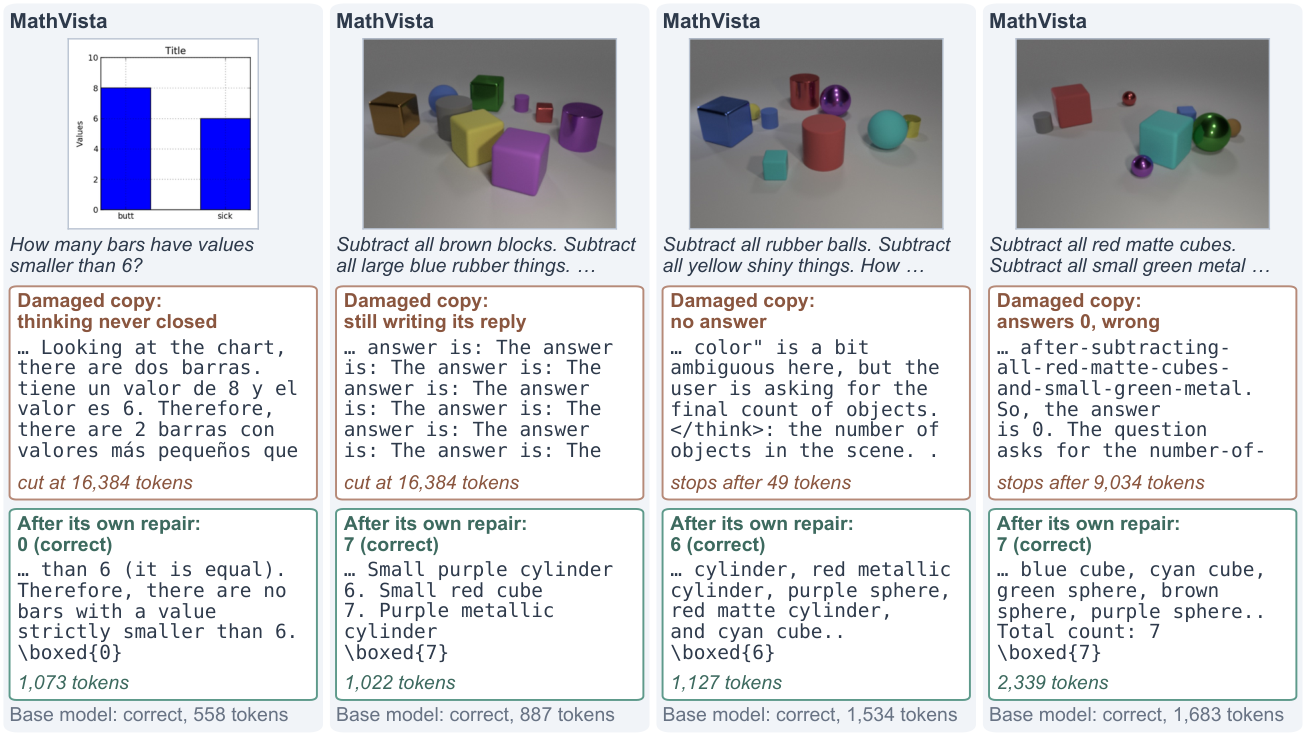 MathVista
Title
10
8
6
4
2
0
Values
butt
sick
How many bars have values
smaller than 6?
Damaged copy:
thinking never closed
… Looking at the chart,
there are dos barras.
tiene un valor de 8 y el
valor es 6. Therefore,
there are 2 barras con
valores más pequeños que
cut at 16,384 tokens
After its own repair:
0 (correct)
… than 6 (it is equal).
Therefore, there are no
bars with a value
strictly smaller than 6.
\boxed{0}
1,073 tokens
Base model: correct, 558 tokens
MathVista
Subtract all brown blocks. Subtract
all large blue rubber things. …
Damaged copy:
still writing its reply
… answer is: The answer
is: The answer is: The
answer is: The answer
is: The answer is: The
answer is: The answer
is: The answer is: The
cut at 16,384 tokens
After its own repair:
7 (correct)
… Small purple cylinder
6. Small red cube
7. Purple metallic
cylinder
\boxed{7}
1,022 tokens
Base model: correct, 887 tokens
MathVista
Subtract all rubber balls. Subtract
all yellow shiny things. How …
Damaged copy:
no answer
… color" is a bit
ambiguous here, but the
user is asking for the
final count of objects.
</think>: the number of
objects in the scene. .
stops after 49 tokens
After its own repair:
6 (correct)
… cylinder, red metallic
cylinder, purple sphere,
red matte cylinder,
and cyan cube..
\boxed{6}
1,127 tokens
Base model: correct, 1,534 tokens
MathVista
Subtract all red matte cubes.
Subtract all small green metal …
Damaged copy:
answers 0, wrong
… after-subtracting-
all-red-matte-cubes-
and-small-green-metal.
So, the answer
is 0. The question
asks for the number-of-
stops after 9,034 tokens
After its own repair:
7 (correct)
… blue cube, cyan cube,
green sphere, brown
sphere, purple sphere..
Total count: 7
\boxed{7}
2,339 tokens
Base model: correct, 1,683 tokens